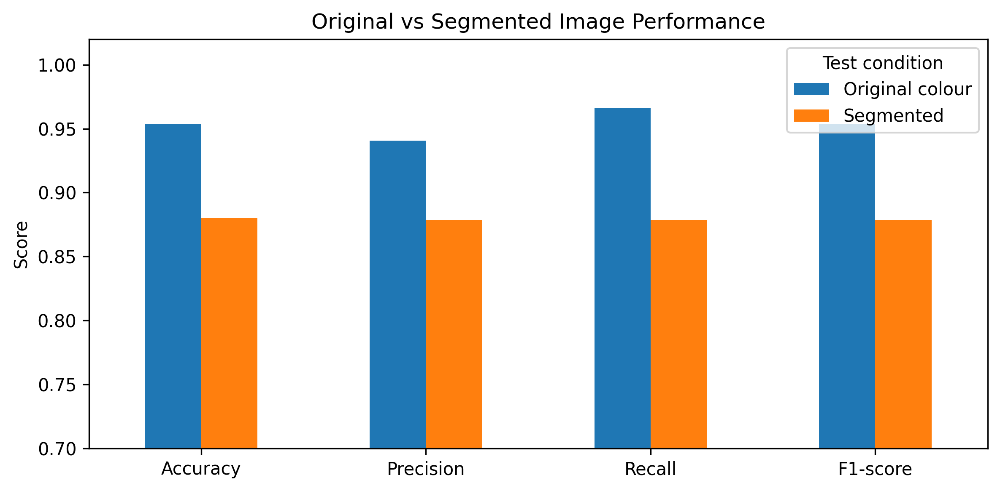 Original vs Segmented Image Performance
Test condition
Original colour
Segmented
1.00
0.95
0.90
0.85
0.80
0.75
0.70
Score
Accuracy
Precision
Recall
F1-score